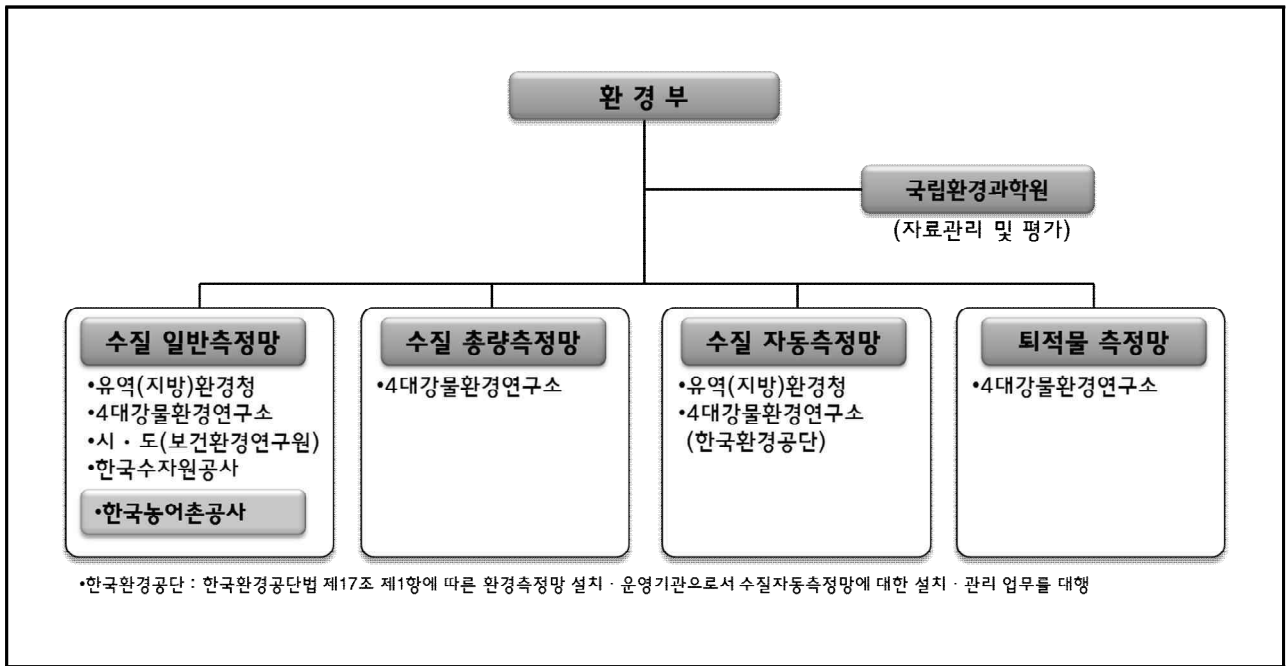 환 경 부
국립환경과학원
(자료관리 및 평가)
수질 일반측정망
•유역(지방)환경청
•4대강물환경연구소
•시・도(보건환경연구원)
•한국수자원공사
•한국농어촌공사
수질 총량측정망
•4대강물환경연구소
수질 자동측정망
•유역(지방)환경청
•4대강물환경연구소
(한국환경공단)
퇴적물 측정망
•4대강물환경연구소
•한국환경공단 : 한국환경공단법 제17조 제1항에 따른 환경측정망 설치・운영기관으로서 수질자동측정망에 대한 설치・관리 업무를 대행